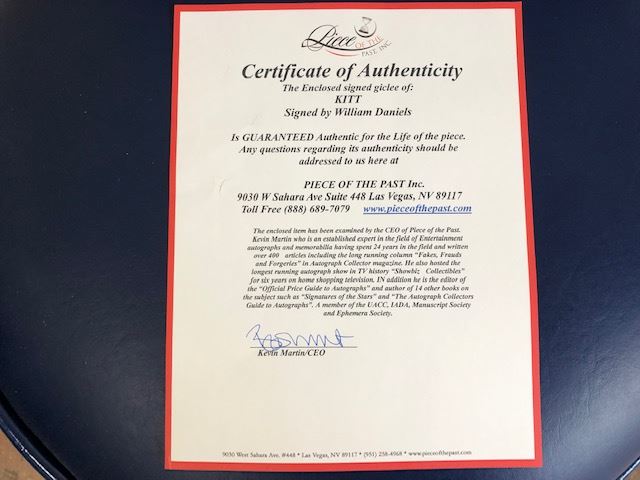 Piece OF THE PAST, INC.
Certificate of Authenticity
The Enclosed signed giclee of:
KITT
Signed by William Daniels
Is GUARANTEED Authentic for the Life of the piece.
Any questions regarding its authenticity should be
addressed to us here at
PIECE OF THE PAST Inc.
9030 W Sahara Ave Suite 448 Las Vegas, NV 89117
Toll Free (888) 689-7079 www.pieceofthepast.com
The enclosed item has been examined by the CEO of Piece of the Past.
Kevin Martin who is an established expert in the field of Entertainment
autographs and memorabilia having spent 24 years in the field and written
over 400 articles including the long running column "Fakes, Frauds
and Forgeries" in Autograph Collector magazine. He also hosted the
longest running autograph show in TV history "Showbiz Collectibles"
for six years on home shopping television. IN addition he is the editor of
the "Official Price Guide to Autographs" and author of 14 other books on
the subject such as "Signatures of the Stars" and "The Autograph Collectors
Guide to Autographs". A member of the UACC, IADA, Manuscript Society
and Ephemera Society.
Kevin Martin/CEO
9030 West Sahara Ave. #448 * Las Vegas, NV 89117 * (951) 258-4968 * www.pieceofthepast.com